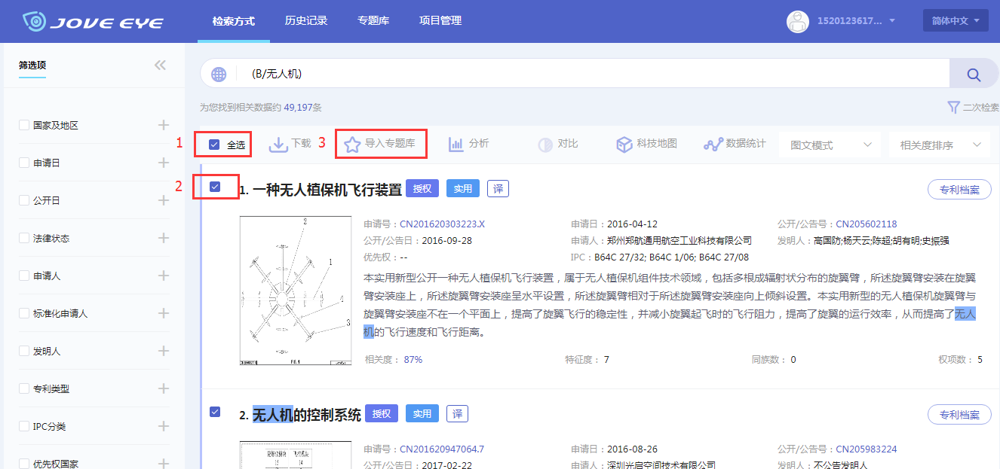 JOVE EYE 检索方式 历史记录 专题库 项目管理 1520123617... 简体中文
筛选项
(B/无人机)
为您找到相关数据约 49,197条 二次检索
国家及地区
申请日
公开日
法律状态
申请人
标准化申请人
发明人
专利类型
IPC分类
优先权国家
1 全选 下载 3 导入专题库 分析 对比 科技地图 数据统计 图文模式 相关度排序
2 1. 一种无人植保机飞行装置 授权 实用 译 专利档案
申请号：CN201620303223.X 申请日：2016-04-12 公开/公告号：CN205602118
公开/公告日：2016-09-28 申请人：郑州郑航通用航空工业科技有限公司 发明人：高国防;杨天云;陈超;胡有明;史振强
优先权：-- IPC：B64C 27/32; B64C 1/06; B64C 27/08
本实用新型公开一种无人植保机飞行装置，属于无人植保机组件技术领域，包括多根成辐射状分布的旋翼臂，所述旋翼臂安装在旋翼
臂安装座上，所述旋翼臂安装座呈水平设置，所述旋翼臂相对于所述旋翼臂安装座向上倾斜设置。本实用新型的无人植保机旋翼臂与
旋翼臂安装座不在一个平面上，提高了旋翼飞行的稳定性，并减小旋翼起飞时的飞行阻力，提高了旋翼的运行效率，从而提高了无人
机的飞行速度和飞行距离。
2
1
4
3
FIG.1
相关度：87% 特征度：7 同族数：0 权项数：5
2. 无人机的控制系统 授权 实用 译 专利档案
申请号：CN201620947064.7 申请日：2016-08-26 公开/公告号：CN205983224
公开/公告日：2017-02-22 申请人：深圳光启空间技术有限公司 发明人：不公告发明人